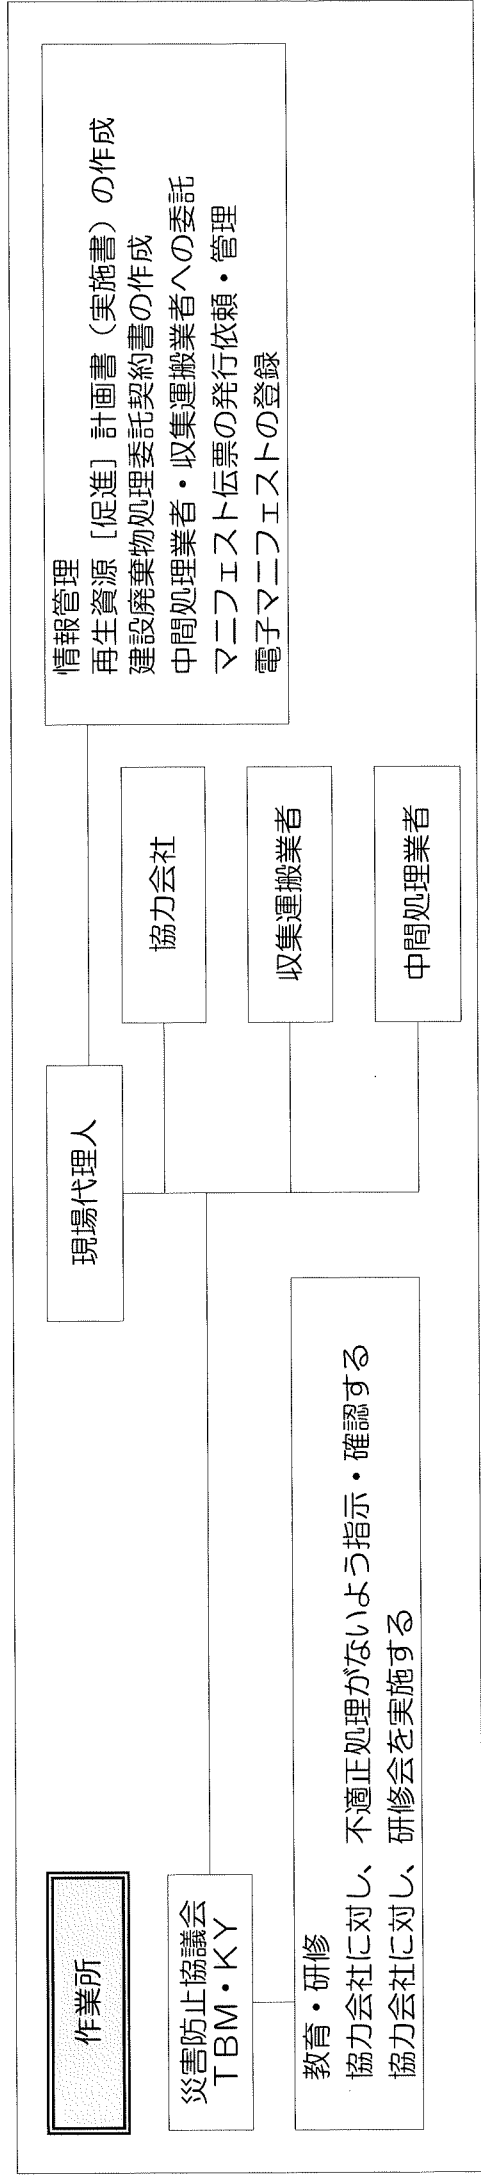 作業所
災害防止協議会
TBM・KY
教育・研修
協力会社に対し、不適正処理がないよう指示・確認する
協力会社に対し、研修会を実施する
現場代理人
協力会社
収集運搬業者
中間処理業者
情報管理
再生資源［促進］計画書（実施書）の作成
建設廃棄物処理委託契約書の作成
中間処理業者・収集運搬業者への委託
マニフェスト伝票の発行依頼・管理
電子マニフェストの登録